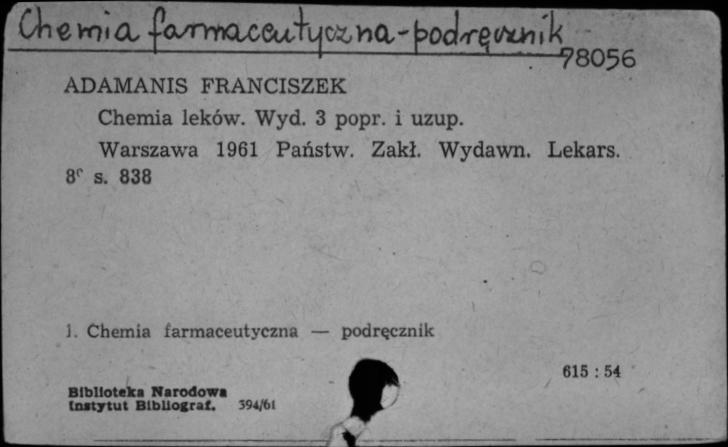 Chemia farmaceutyczna-podręcznik
78056
ADAMANIS FRANCISZEK
Chemia leków. Wyd. 3 popr. i uzup.
Warszawa 1961 Państw. Zakł. Wydawn. Lekars.
8° s. 838
1. Chemia farmaceutyczna — podręcznik
615 : 54
Biblioteka Narodowa
Instytut Bibliograf. 394/61